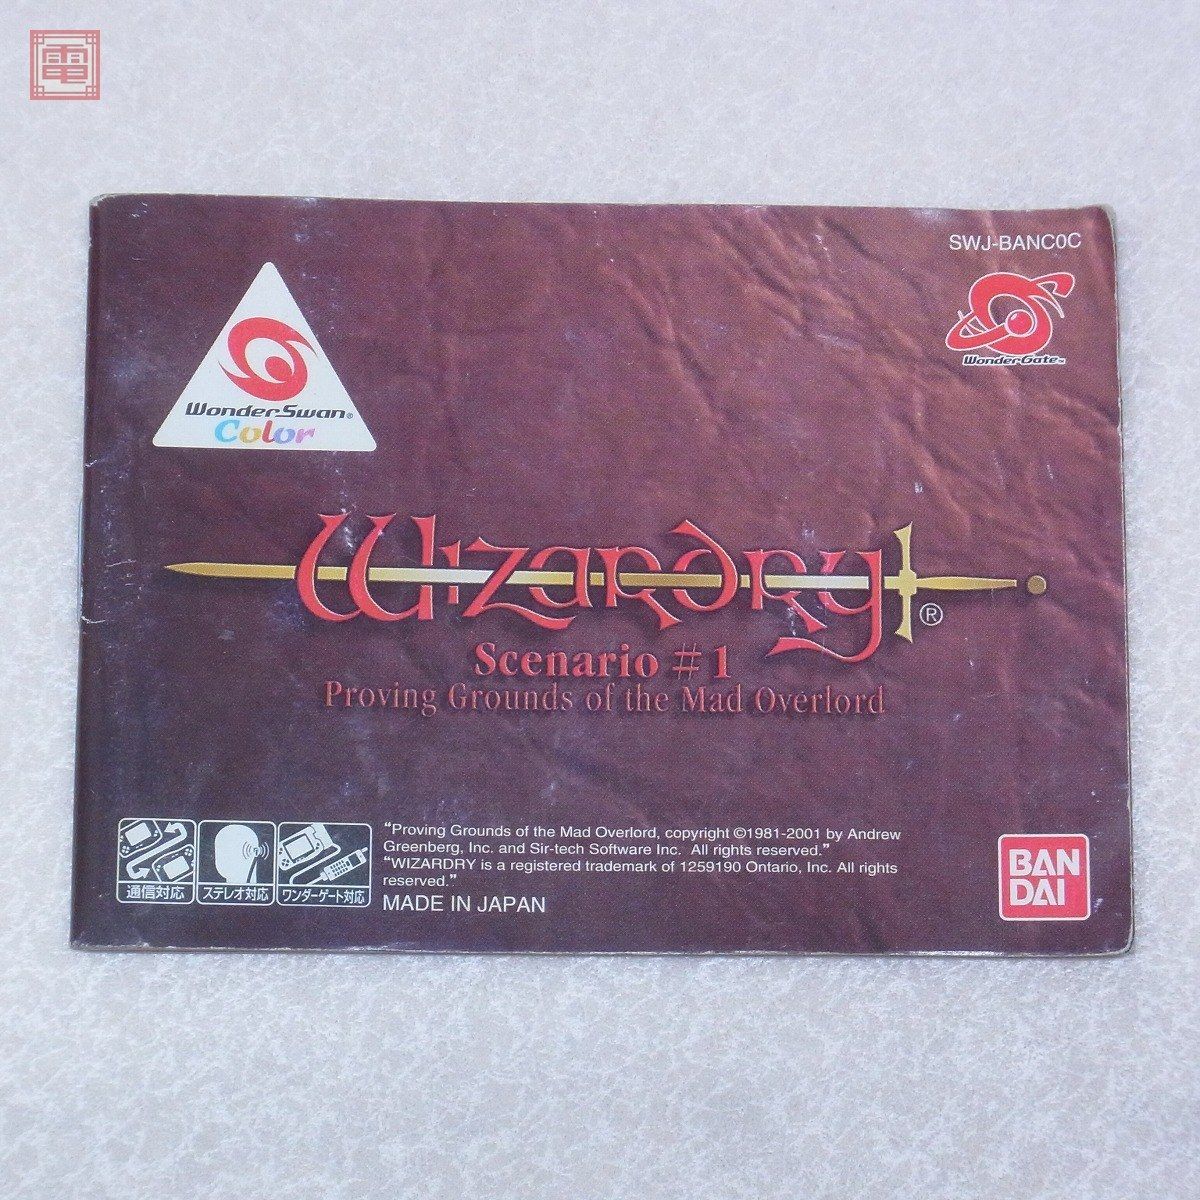 電
SWJ-BANC0C
WonderGate™
WonderSwan®
Color
Wizardry®
Scenario #1
Proving Grounds of the Mad Overlord
通信対応
ステレオ対応
ワンダーゲート対応
“Proving Grounds of the Mad Overlord, copyright ©1981-2001 by Andrew
Greenberg, Inc. and Sir-tech Software Inc. All rights reserved.”
“WIZARDRY is a registered trademark of 1259190 Ontario, Inc. All rights
reserved.”
MADE IN JAPAN
BAN
DAI